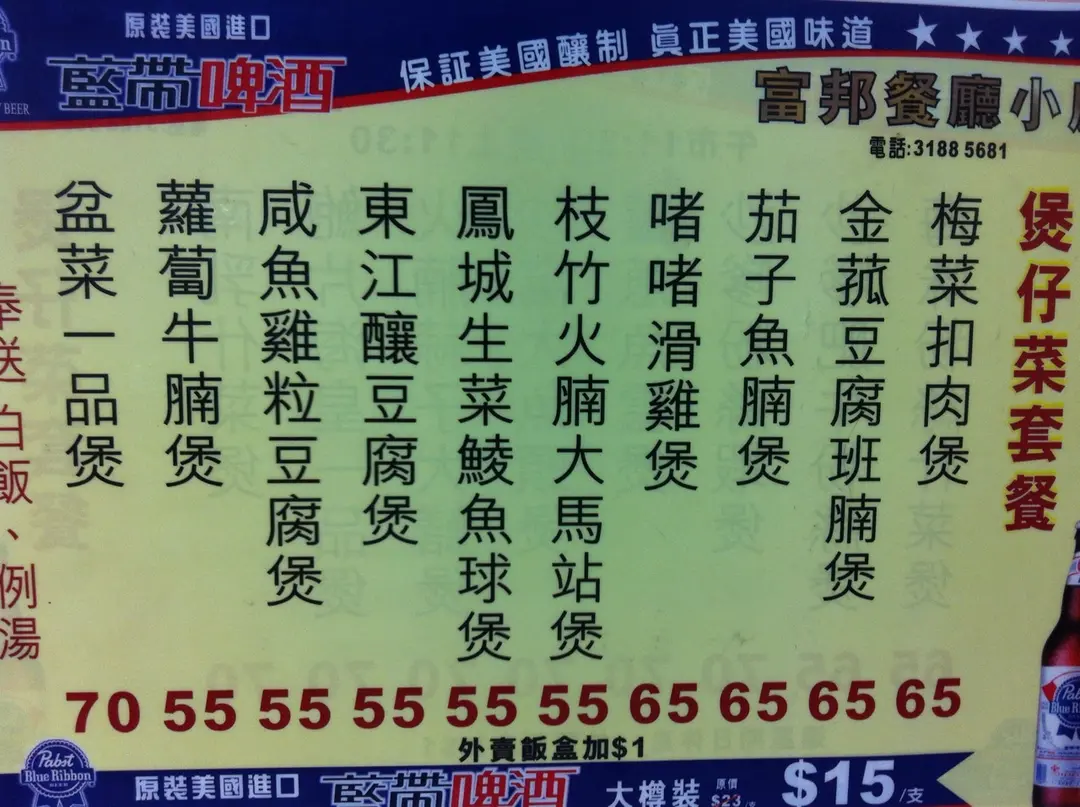 原裝美國進口
藍帶啤酒
BEER
保証美國釀制 眞正美國味道
富邦餐廳小
電話:3188 5681
煲仔菜套餐
梅菜扣肉煲
金菰豆腐班腩煲
茄子魚腩煲
啫啫滑雞煲
枝竹火腩大馬站煲
鳳城生菜鯪魚球煲
東江釀豆腐煲
咸魚雞粒豆腐煲
蘿蔔牛腩煲
盆菜一品煲
奉送白飯、例湯
70 55 55 55 55 55 65 65 65 65
外賣飯盒加$1
Pabst
Blue Ribbon
BEER
原裝美國進口
藍帶啤酒
大樽裝
原價
$23
$15/支